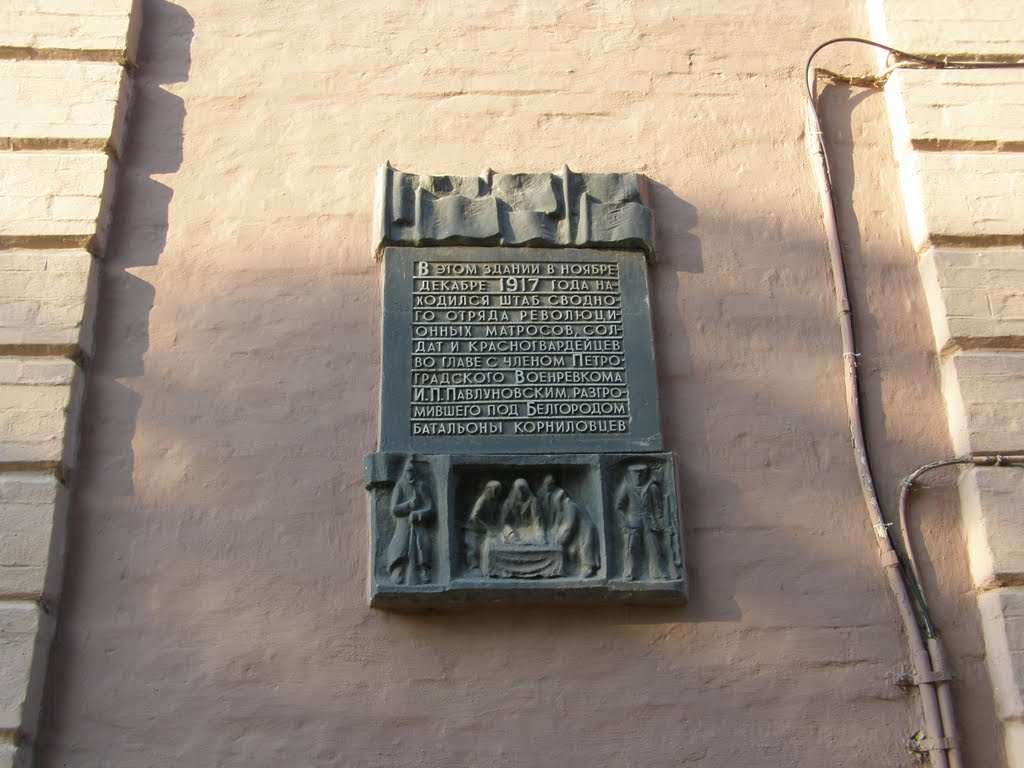 В ЭТОМ ЗДАНИИ В НОЯБРЕ
ДЕКАБРЕ 1917 ГОДА НА-
ХОДИЛСЯ ШТАБ СВОДНО-
ГО ОТРЯДА РЕВОЛЮЦИ-
ОННЫХ МАТРОСОВ, СОЛ-
ДАТ И КРАСНОГВАРДЕЙЦЕВ
ВО ГЛАВЕ С ЧЛЕНОМ ПЕТРО-
ГРАДСКОГО ВОЕНРЕВКОМА
И.П.ПАВЛУНОВСКИМ, РАЗГРО-
МИВШЕГО ПОД БЕЛГОРОДОМ
БАТАЛЬОНЫ КОРНИЛОВЦЕВ